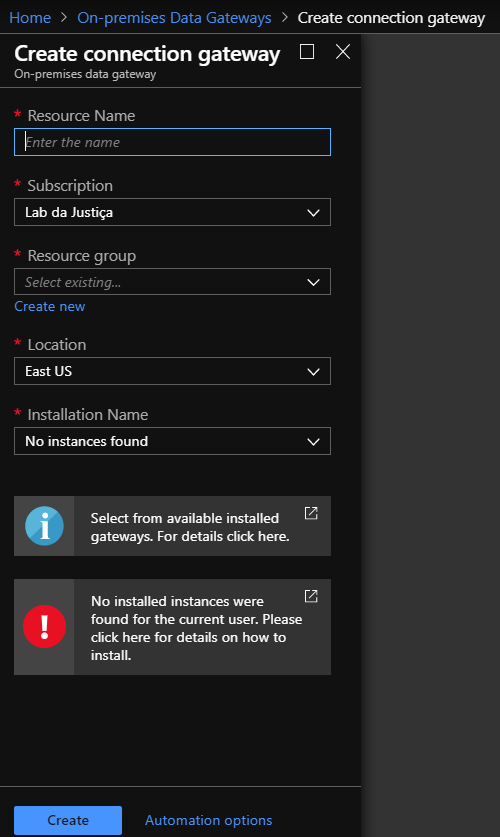 Home > On-premises Data Gateways > Create connection gateway
Create connection gateway
On-premises data gateway
* Resource Name
Enter the name
* Subscription
Lab da Justiça
* Resource group
Select existing...
Create new
* Location
East US
* Installation Name
No instances found
Select from available installed
gateways. For details click here.
No installed instances were
found for the current user. Please
click here for details on how to
install.
Create
Automation options